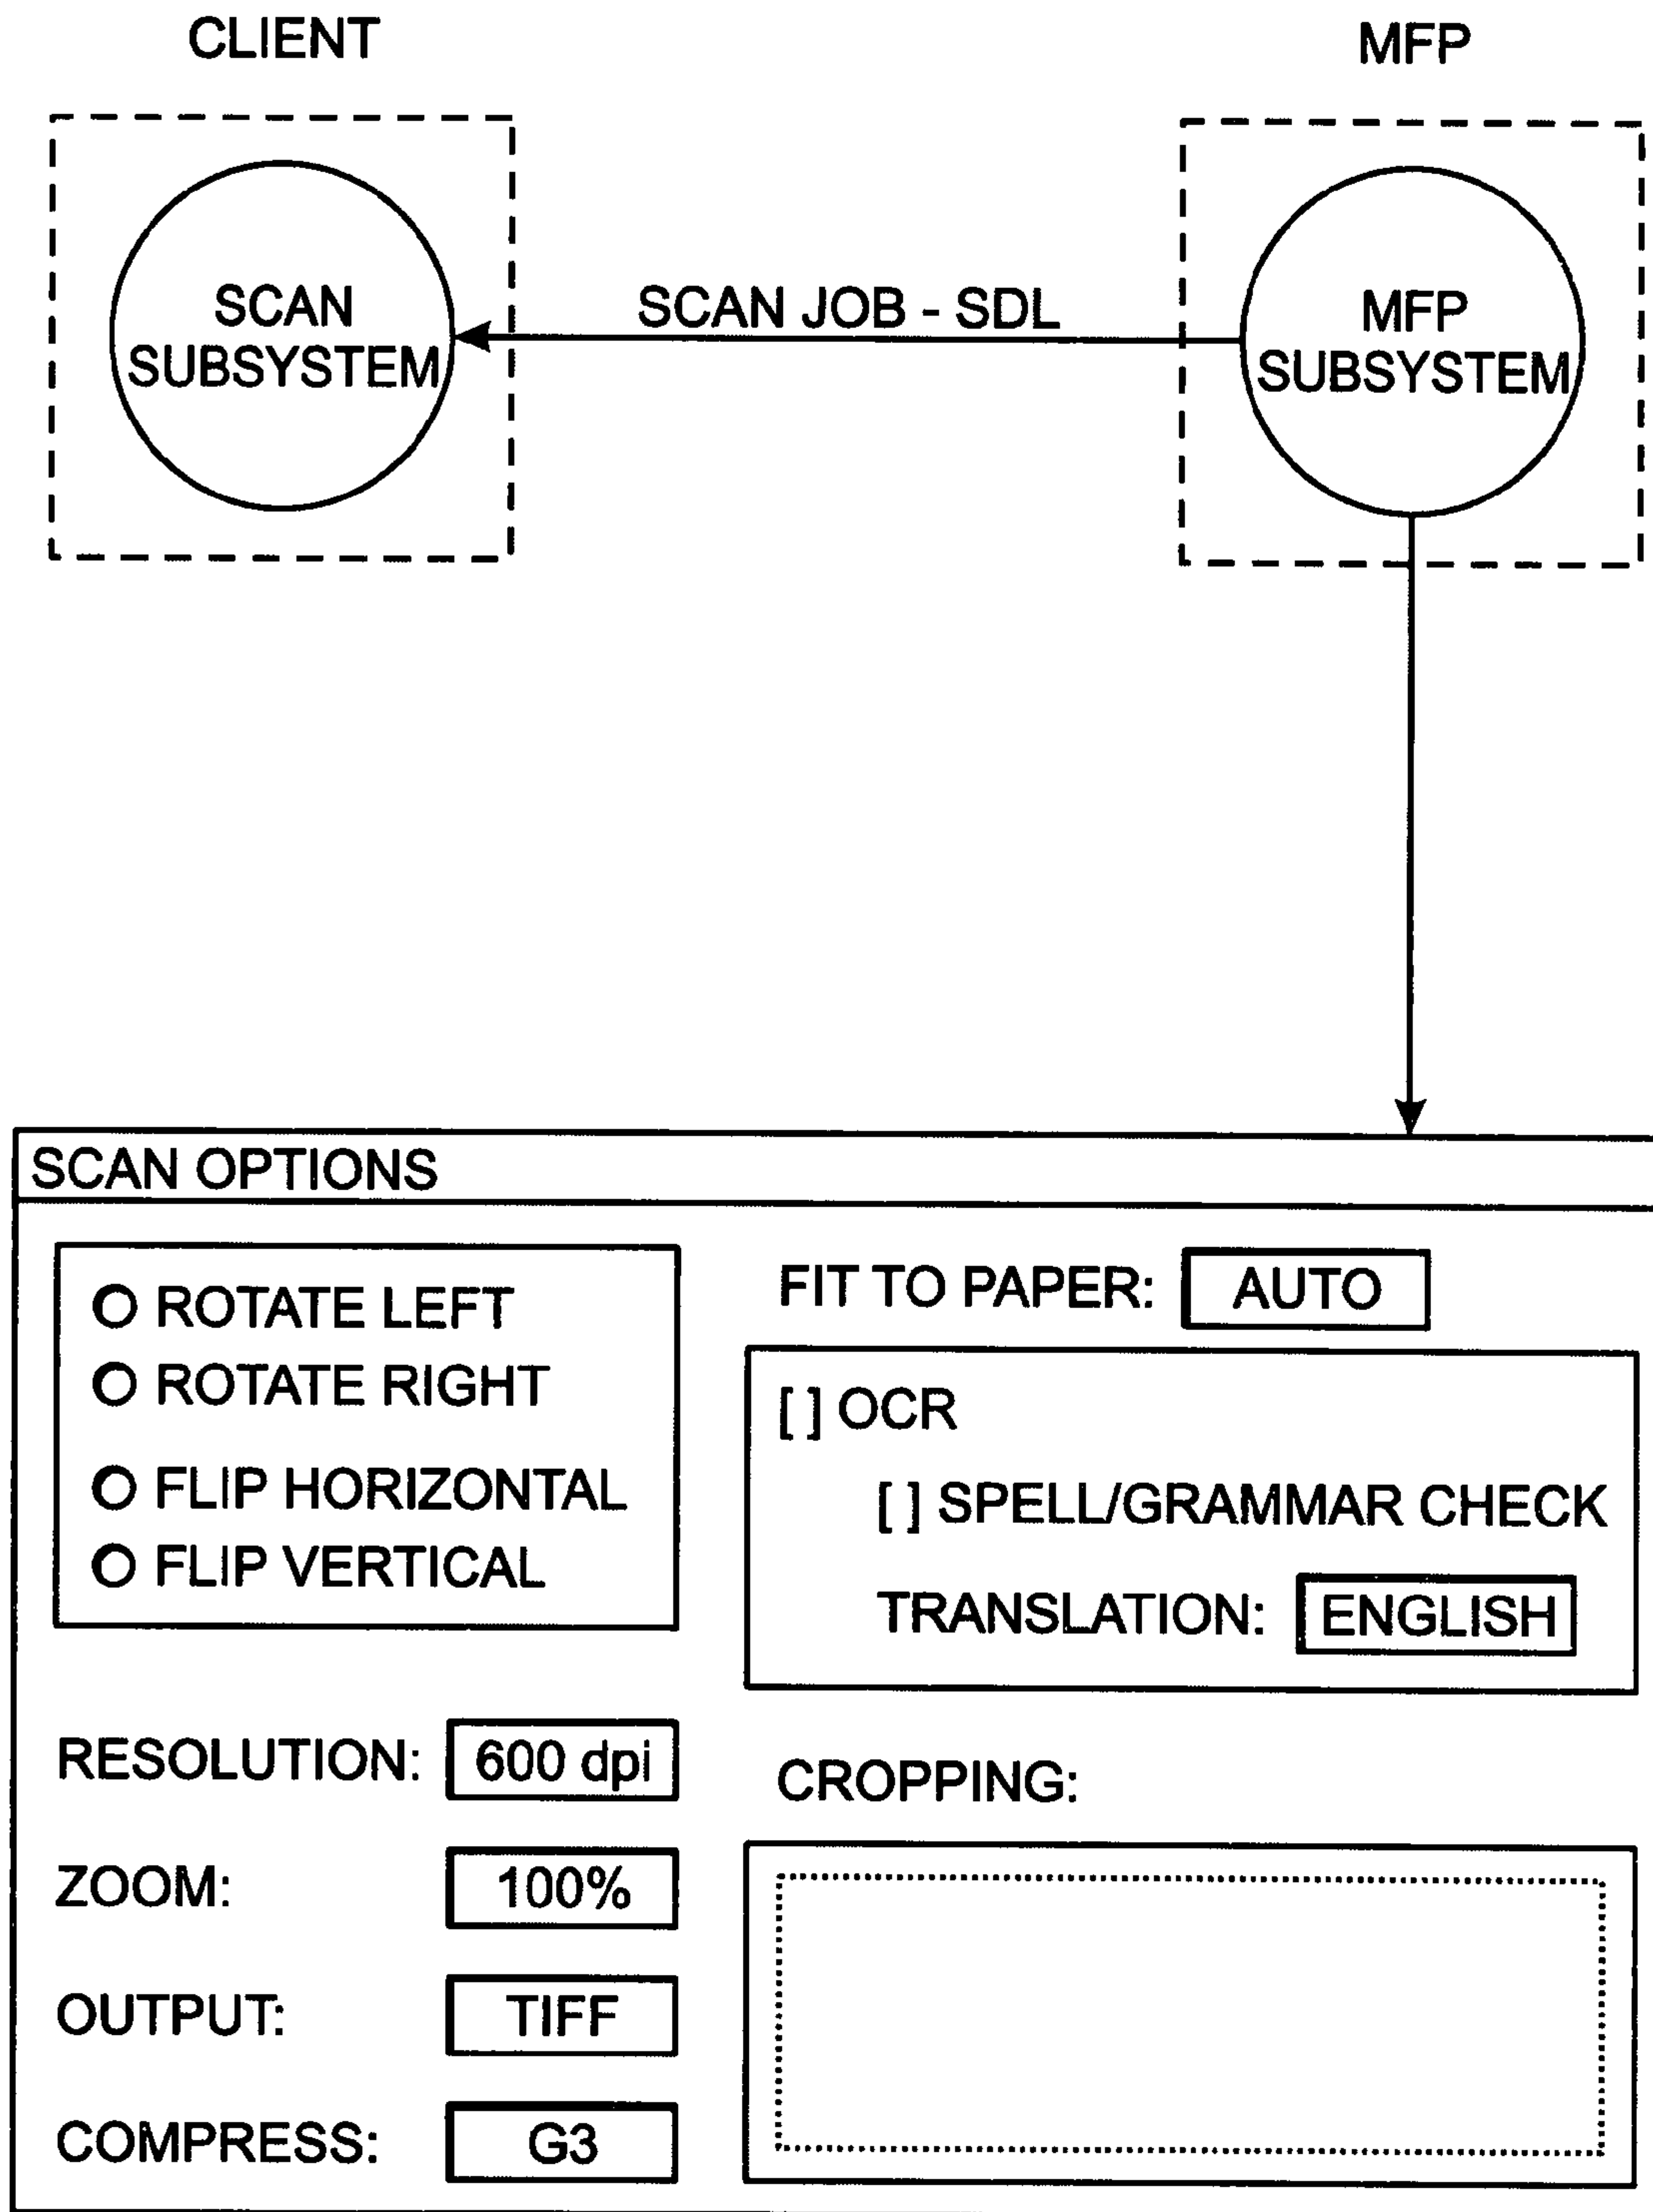 CLIENT
MFP
SCAN
SUBSYSTEM
SCAN JOB - SDL
MFP
SUBSYSTEM
SCAN OPTIONS
ROTATE LEFT
ROTATE RIGHT
FLIP HORIZONTAL
FLIP VERTICAL
FIT TO PAPER: AUTO
[ ] OCR
[ ] SPELL/GRAMMAR CHECK
TRANSLATION: ENGLISH
RESOLUTION: 600 dpi
ZOOM: 100%
OUTPUT: TIFF
COMPRESS: G3
CROPPING: